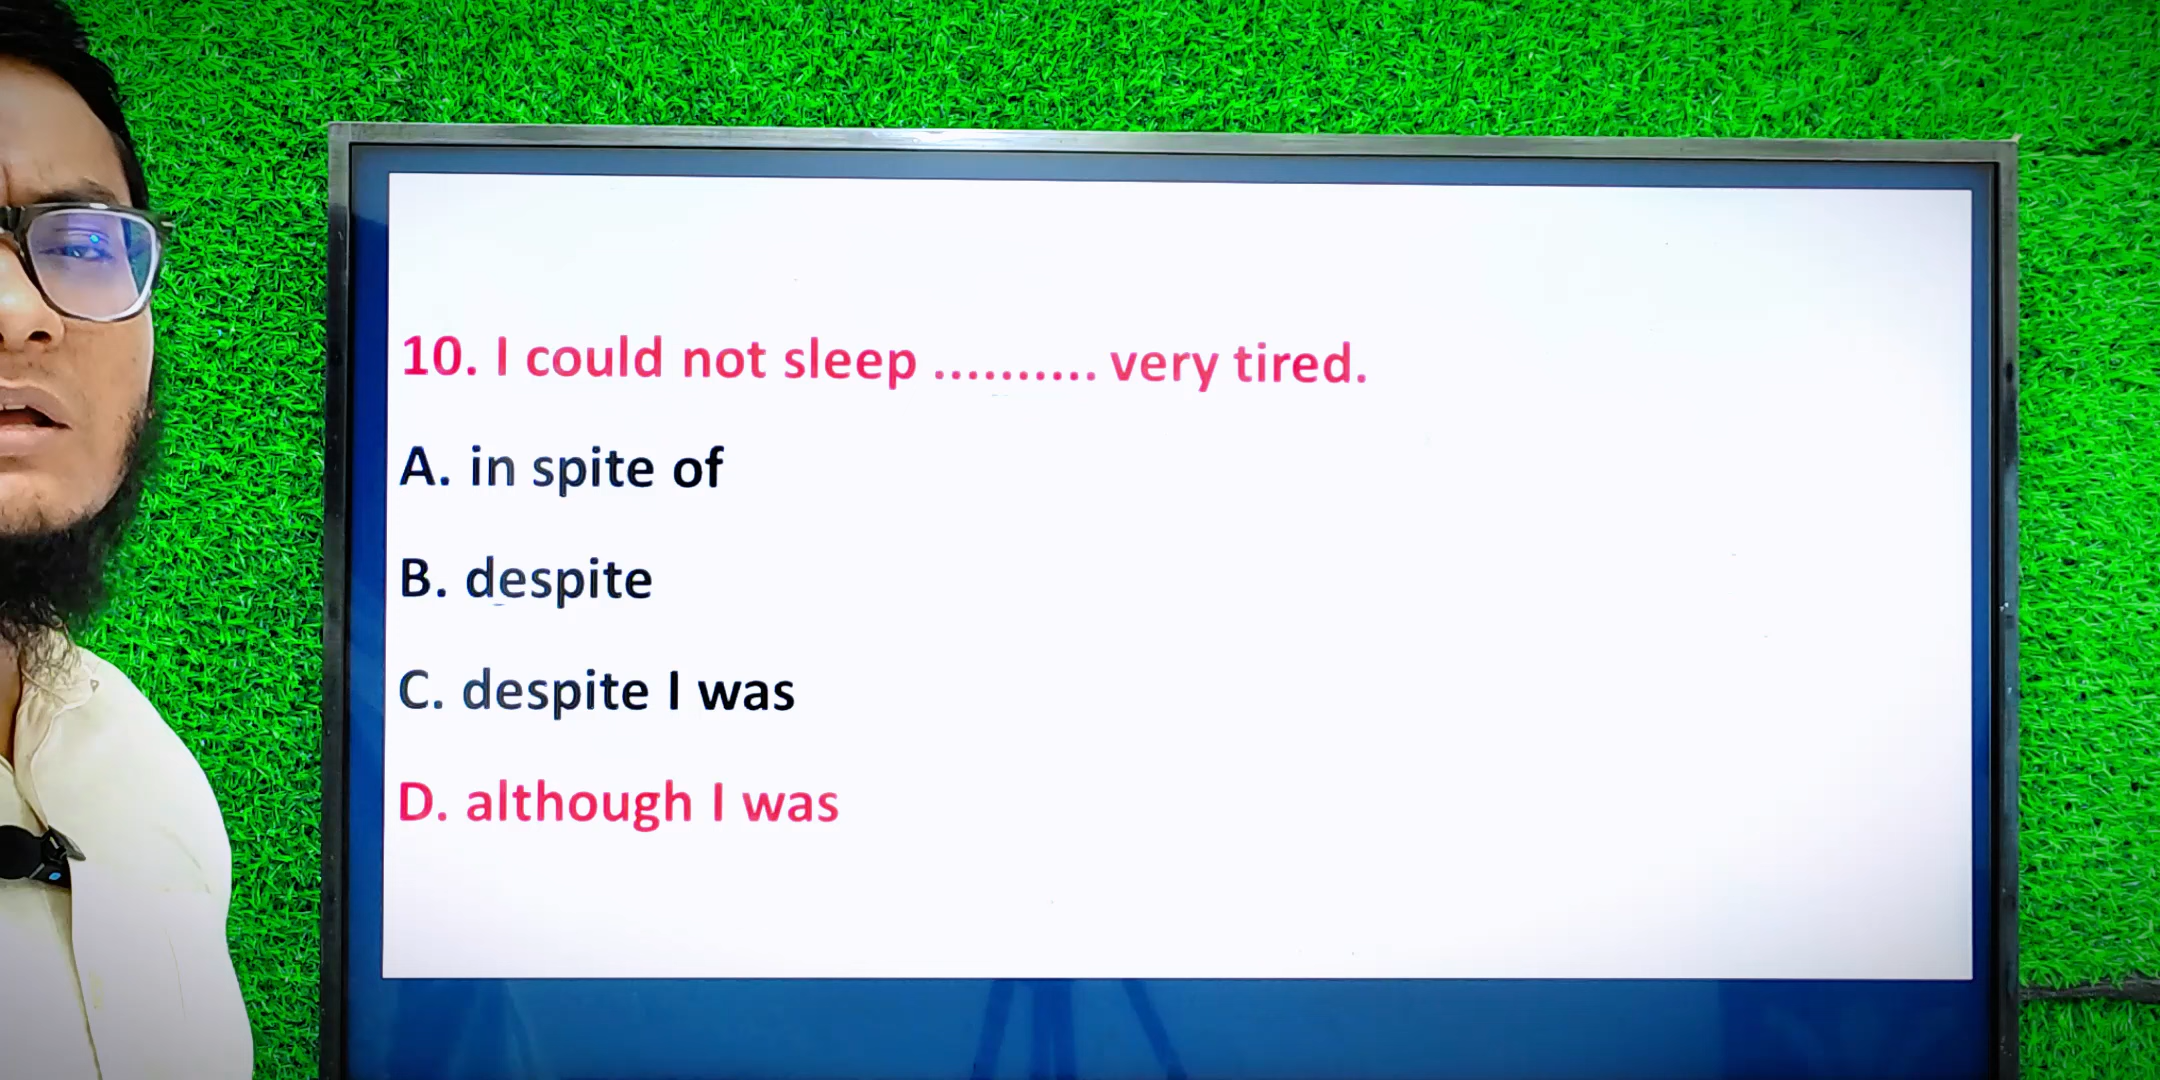 10. I could not sleep .......... very tired.
A. in spite of
B. despite
C. despite I was
D. although I was